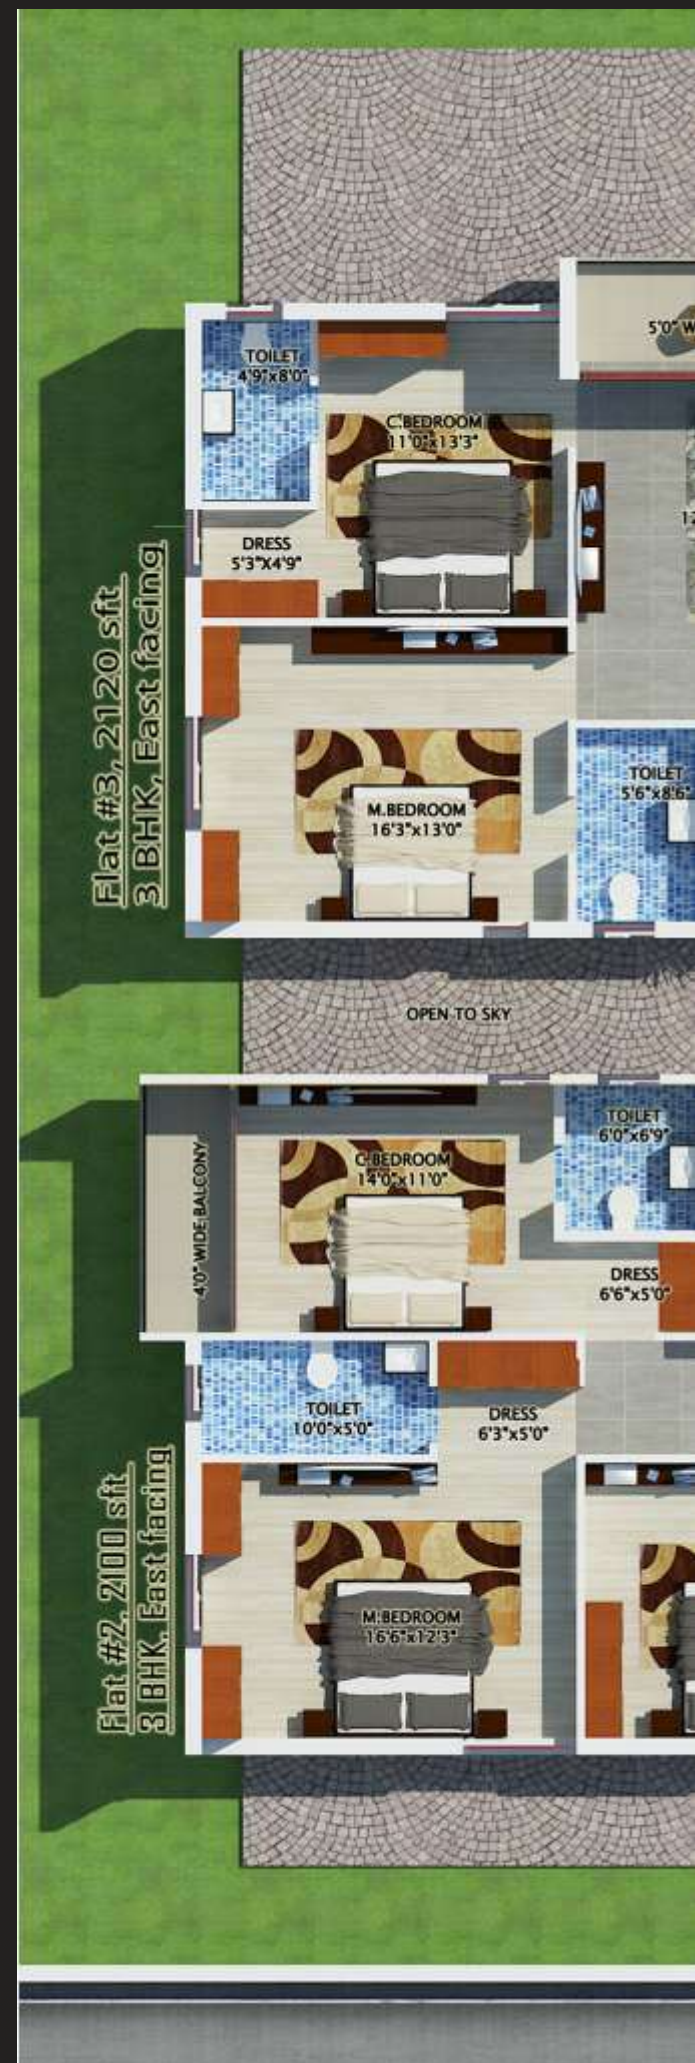 5'0" W
TOILET
4'9"x8'0"
C.BEDROOM
11'0"x13'3"
12
DRESS
5'3"X4'9"
Flat #3, 2120 sft
3 BHK, East facing
TOILET
5'6"x8'6"
M.BEDROOM
16'3"x13'0"
OPEN TO SKY
TOILET
6'0"x6'9"
C.BEDROOM
14'0"x11'0"
4'0" WIDE BALCONY
DRESS
6'6"x5'0"
TOILET
10'0"x5'0"
DRESS
6'3"x5'0"
Flat #2, 2100 sft
3 BHK, East facing
M.BEDROOM
16'6"x12'3"